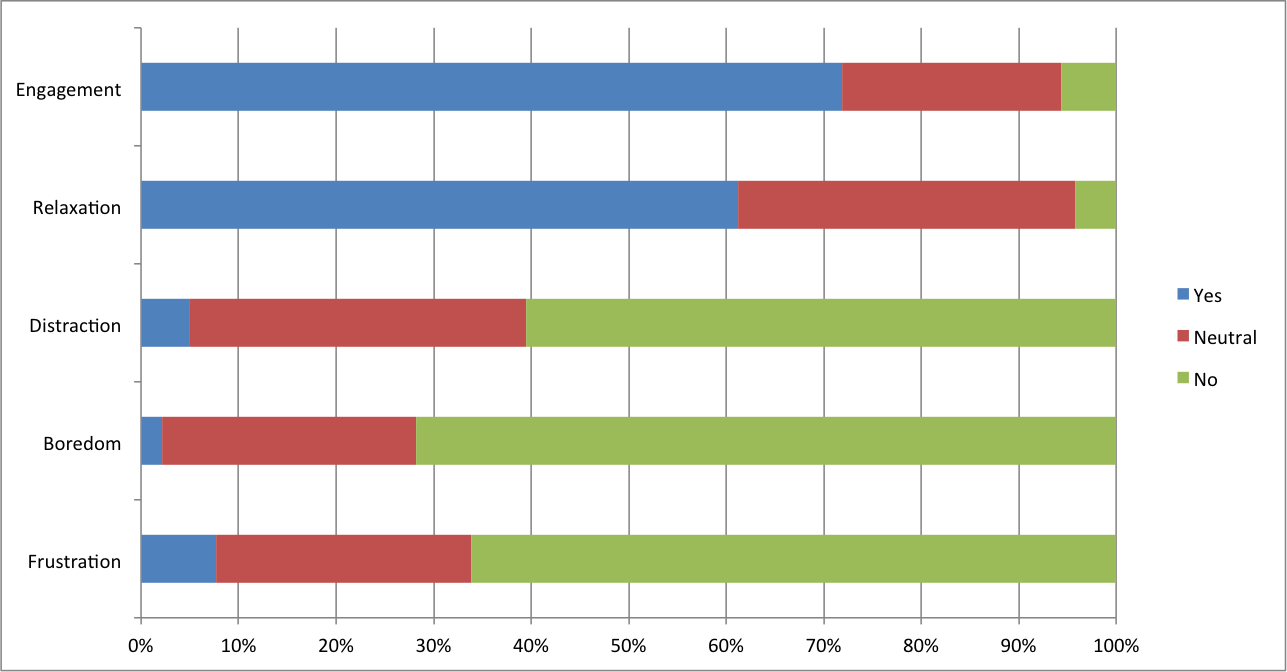 Engagement
Relaxation
Distraction
Boredom
Frustration
0% 10% 20% 30% 40% 50% 60% 70% 80% 90% 100%
Yes
Neutral
No